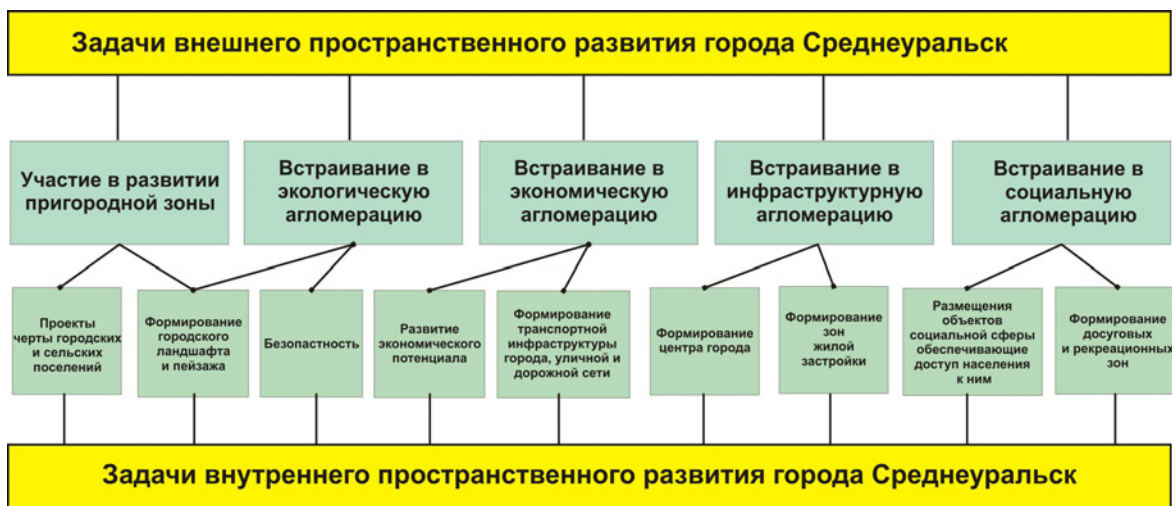 Задачи внешнего пространственного развития города Среднеуральск
Участие в развитии
пригородной зоны
Встраивание в
экологическую
агломерацию
Встраивание в
экономическую
агломерацию
Встраивание в
инфраструктурную
агломерацию
Встраивание в
социальную
агломерацию
Проекты
черты городских
и сельских
поселений
Формирование
городского
ландшафта
и пейзажа
Безопастность
Развитие
экономического
потенциала
Формирование
транспортной
инфраструктуры
города, уличной и
дорожной сети
Формирование
центра города
Формирование
зон
жилой
застройки
Размещения
объектов
социальной сферы
обеспечивающие
доступ населения
к ним
Формирование
досуговых
и рекреационных
зон
Задачи внутреннего пространственного развития города Среднеуральск